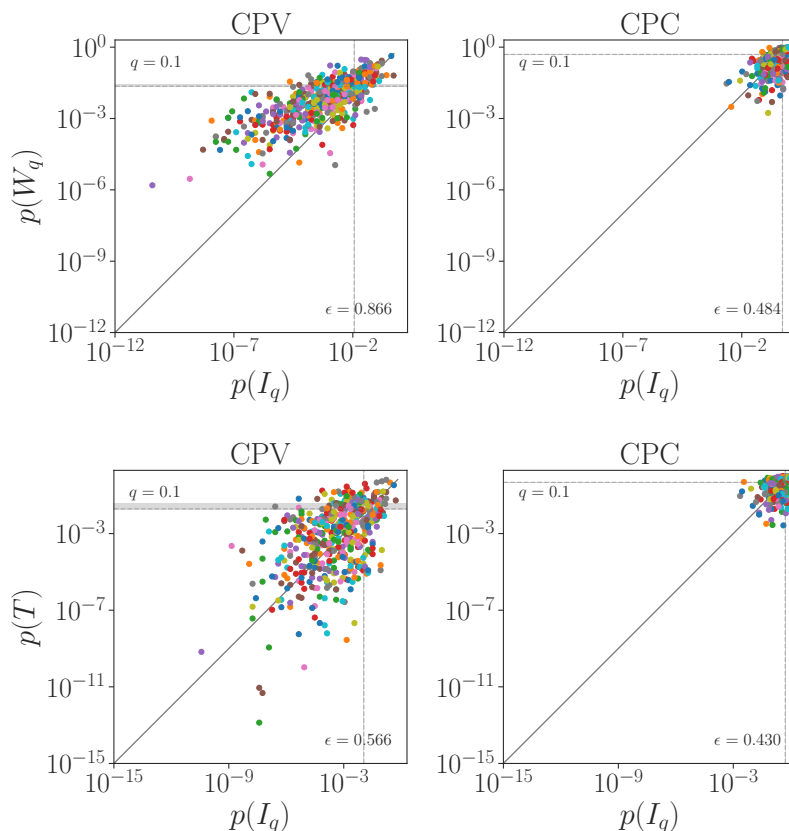 CPV
CPC
10^0
10^{-3}
10^{-6}
10^{-9}
10^{-12}
p(W_q)
q = 0.1
ϵ = 0.866
10^{-12}
10^{-7}
10^{-2}
p(I_q)
10^0
10^{-3}
10^{-6}
10^{-9}
10^{-12}
q = 0.1
ϵ = 0.484
10^{-12}
10^{-7}
10^{-2}
p(I_q)
CPV
CPC
10^{-3}
10^{-7}
10^{-11}
10^{-15}
p(T)
q = 0.1
ϵ = 0.566
10^{-15}
10^{-9}
10^{-3}
p(I_q)
10^{-3}
10^{-7}
10^{-11}
10^{-15}
q = 0.1
ϵ = 0.430
10^{-15}
10^{-9}
10^{-3}
p(I_q)